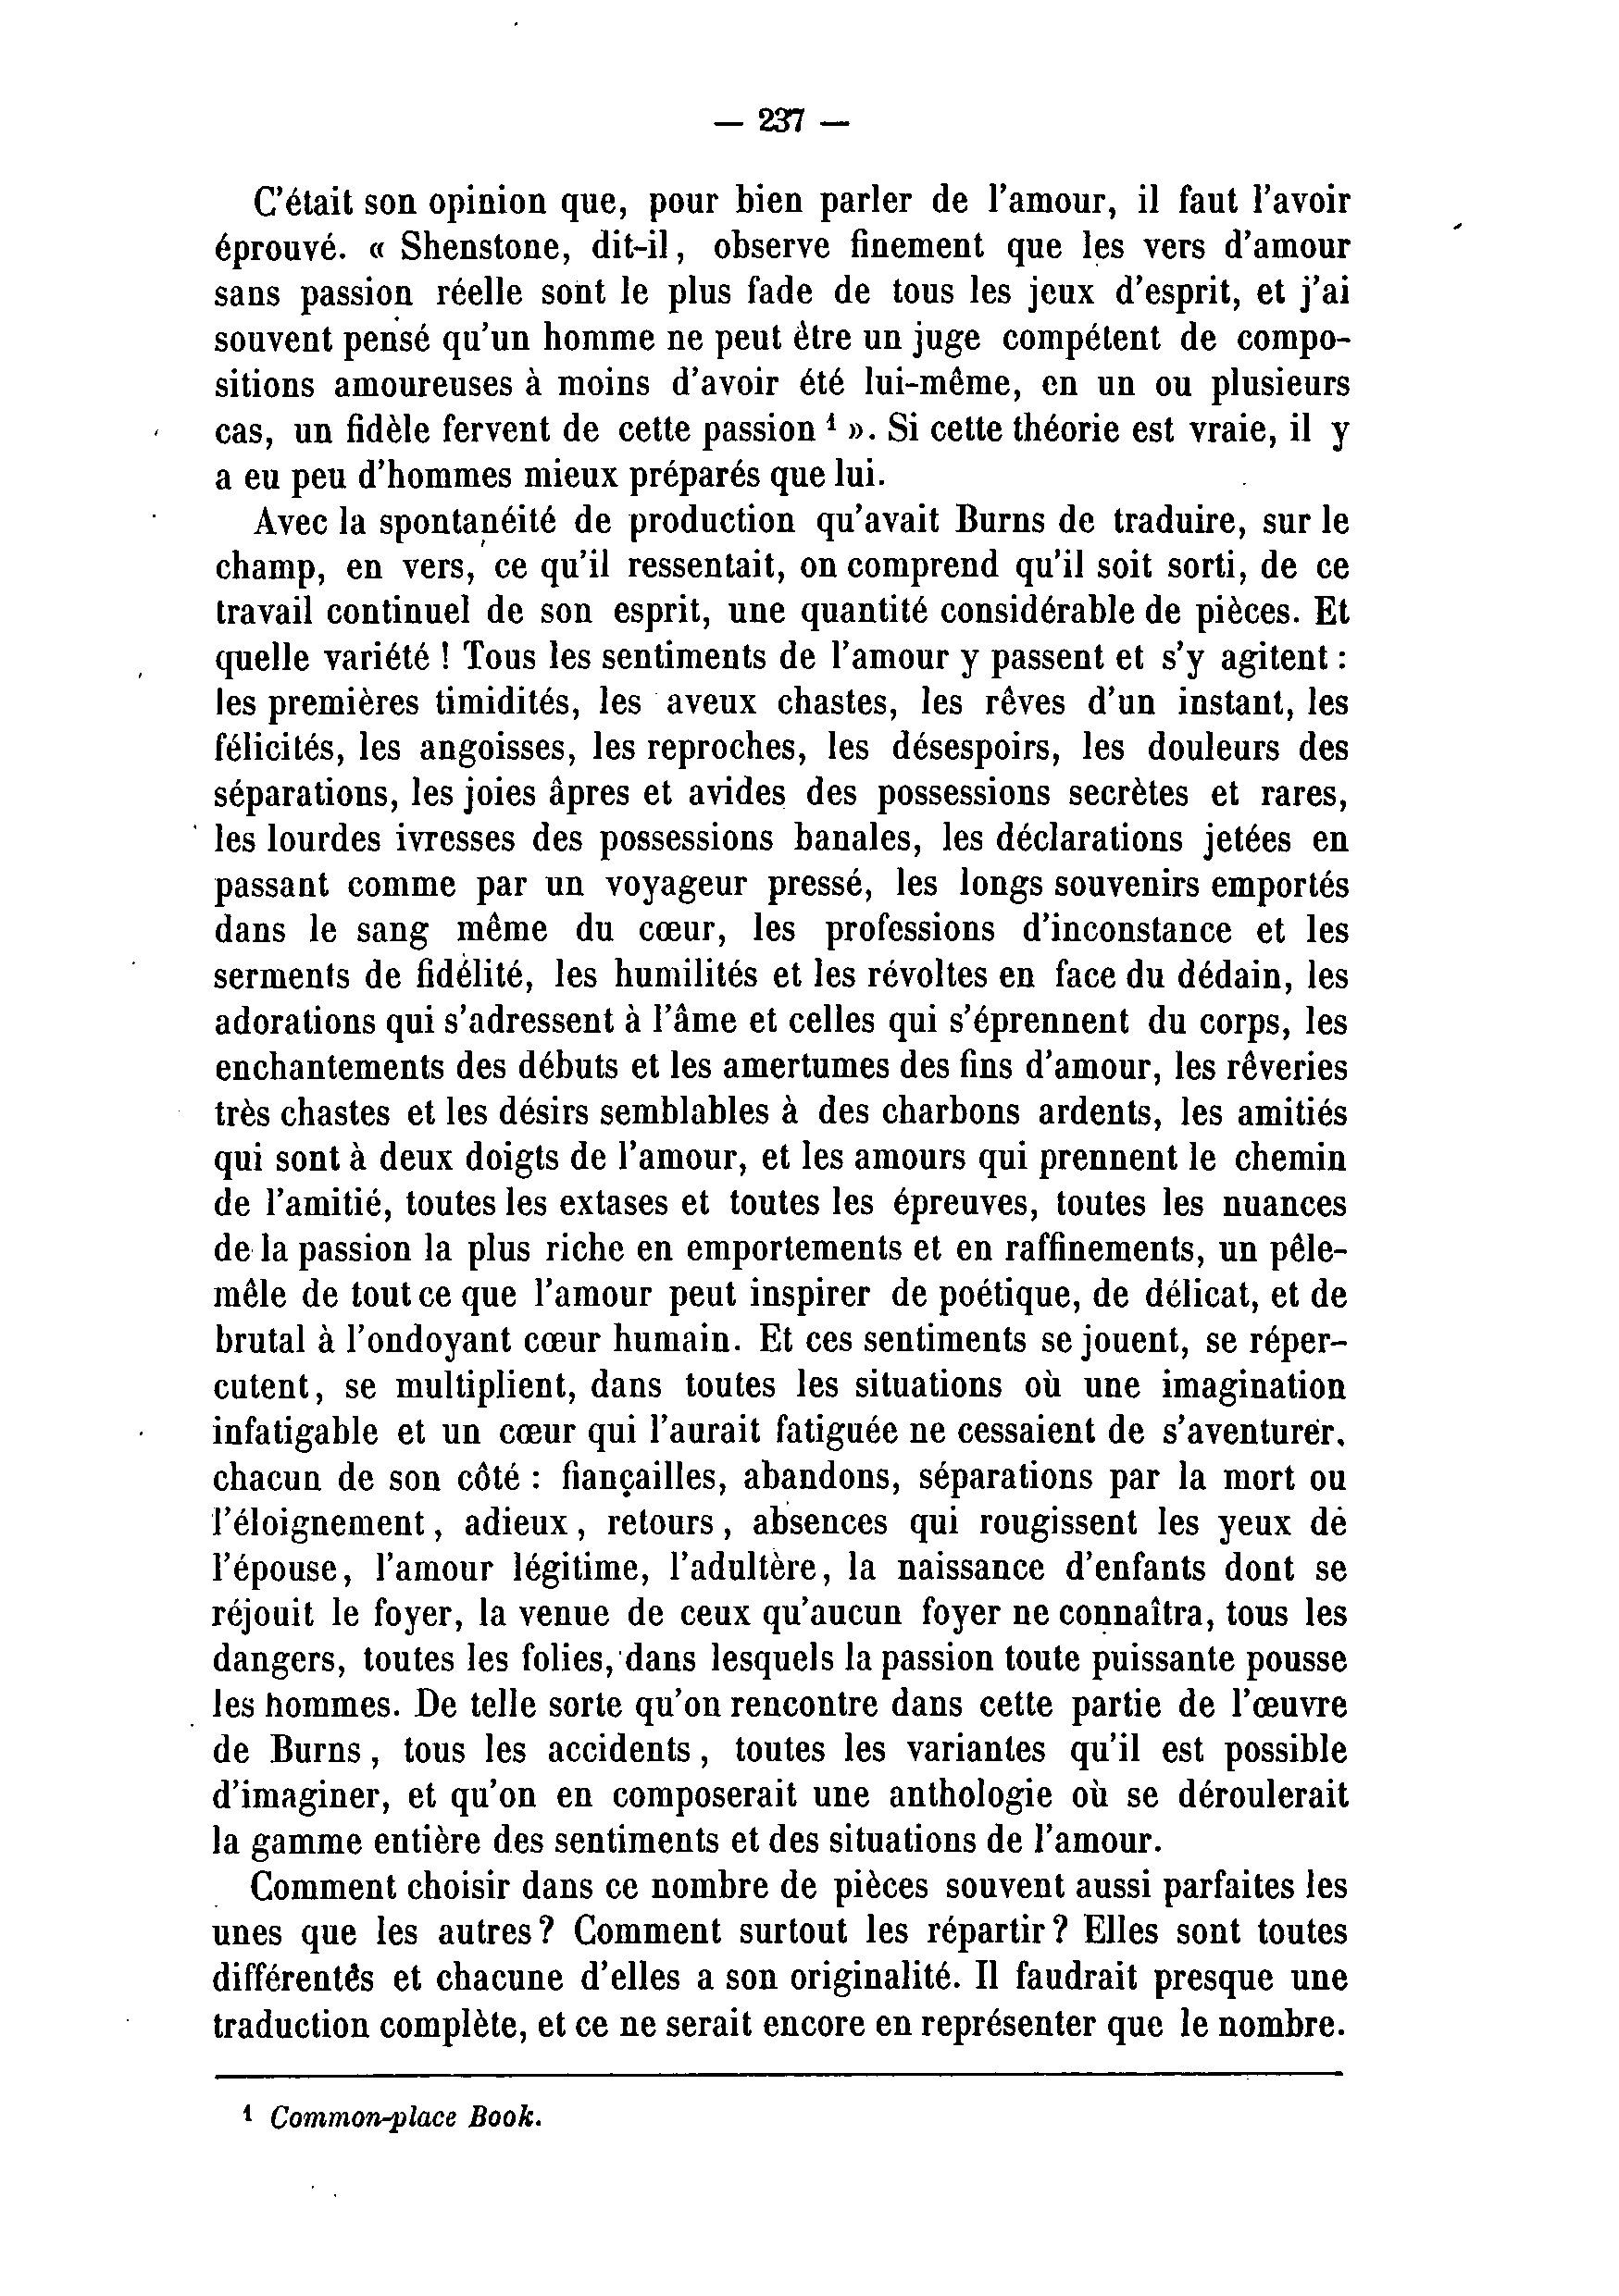 — 237 —
C'était son opinion que, pour bien parler de l'amour, il faut l'avoir
éprouvé. « Shenstone, dit-il, observe finement que les vers d'amour
sans passion réelle sont le plus fade de tous les jeux d'esprit, et j'ai
souvent pensé qu'un homme ne peut être un juge compétent de compo-
sitions amoureuses à moins d'avoir été lui-même, en un ou plusieurs
cas, un fidèle fervent de cette passion ¹ ». Si cette théorie est vraie, il y
a eu peu d'hommes mieux préparés que lui.
Avec la spontanéité de production qu'avait Burns de traduire, sur le
champ, en vers, ce qu'il ressentait, on comprend qu'il soit sorti, de ce
travail continuel de son esprit, une quantité considérable de pièces. Et
quelle variété ! Tous les sentiments de l'amour y passent et s'y agitent :
les premières timidités, les aveux chastes, les rêves d'un instant, les
félicités, les angoisses, les reproches, les désespoirs, les douleurs des
séparations, les joies âpres et avides des possessions secrètes et rares,
les lourdes ivresses des possessions banales, les déclarations jetées en
passant comme par un voyageur pressé, les longs souvenirs emportés
dans le sang même du cœur, les professions d'inconstance et les
serments de fidélité, les humilités et les révoltes en face du dédain, les
adorations qui s'adressent à l'âme et celles qui s'éprennent du corps, les
enchantements des débuts et les amertumes des fins d'amour, les rêveries
très chastes et les désirs semblables à des charbons ardents, les amitiés
qui sont à deux doigts de l'amour, et les amours qui prennent le chemin
de l'amitié, toutes les extases et toutes les épreuves, toutes les nuances
de la passion la plus riche en emportements et en raffinements, un pêle-
mêle de tout ce que l'amour peut inspirer de poétique, de délicat, et de
brutal à l'ondoyant cœur humain. Et ces sentiments se jouent, se réper-
cutent, se multiplient, dans toutes les situations où une imagination
infatigable et un cœur qui l'aurait fatiguée ne cessaient de s'aventurer,
chacun de son côté : fiançailles, abandons, séparations par la mort ou
l'éloignement, adieux, retours, absences qui rougissent les yeux de
l'épouse, l'amour légitime, l'adultère, la naissance d'enfants dont se
réjouit le foyer, la venue de ceux qu'aucun foyer ne connaîtra, tous les
dangers, toutes les folies, dans lesquels la passion toute puissante pousse
les hommes. De telle sorte qu'on rencontre dans cette partie de l'œuvre
de Burns, tous les accidents, toutes les variantes qu'il est possible
d'imaginer, et qu'on en composerait une anthologie où se déroulerait
la gamme entière des sentiments et des situations de l'amour.
Comment choisir dans ce nombre de pièces souvent aussi parfaites les
unes que les autres? Comment surtout les répartir? Elles sont toutes
différentes et chacune d'elles a son originalité. Il faudrait presque une
traduction complète, et ce ne serait encore en représenter que le nombre.
¹ Common-place Book.